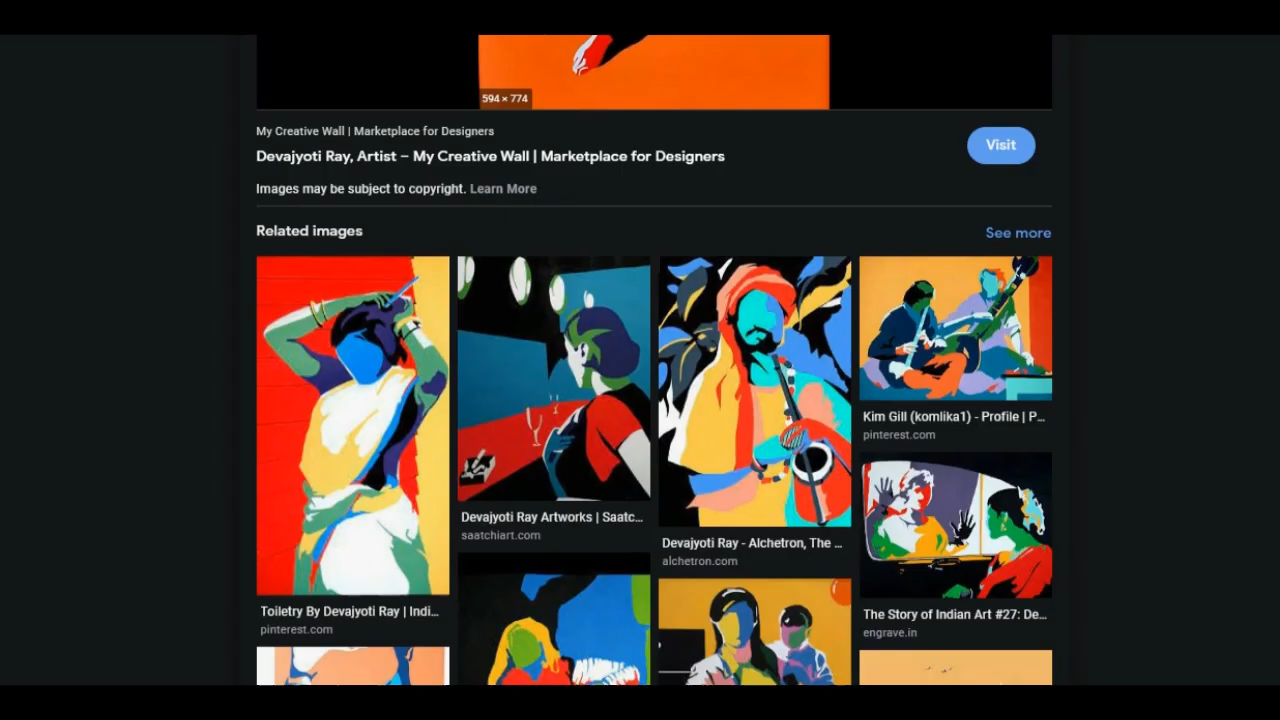 594 × 774
My Creative Wall | Marketplace for Designers
Devajyoti Ray, Artist – My Creative Wall | Marketplace for Designers
Visit
Images may be subject to copyright. Learn More
Related images
See more
Toiletry By Devajyoti Ray | Indi...
pinterest.com
Devajyoti Ray Artworks | Saatc...
saatchiart.com
Devajyoti Ray - Alchetron, The ...
alchetron.com
Kim Gill (komlika1) - Profile | P...
pinterest.com
The Story of Indian Art #27: De...
engrave.in